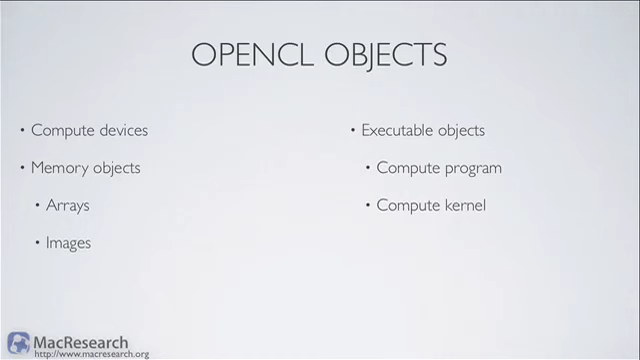 OPENCL OBJECTS
• Compute devices
• Memory objects
• Arrays
• Images
• Executable objects
• Compute program
• Compute kernel
MacResearch
http://www.macresearch.org